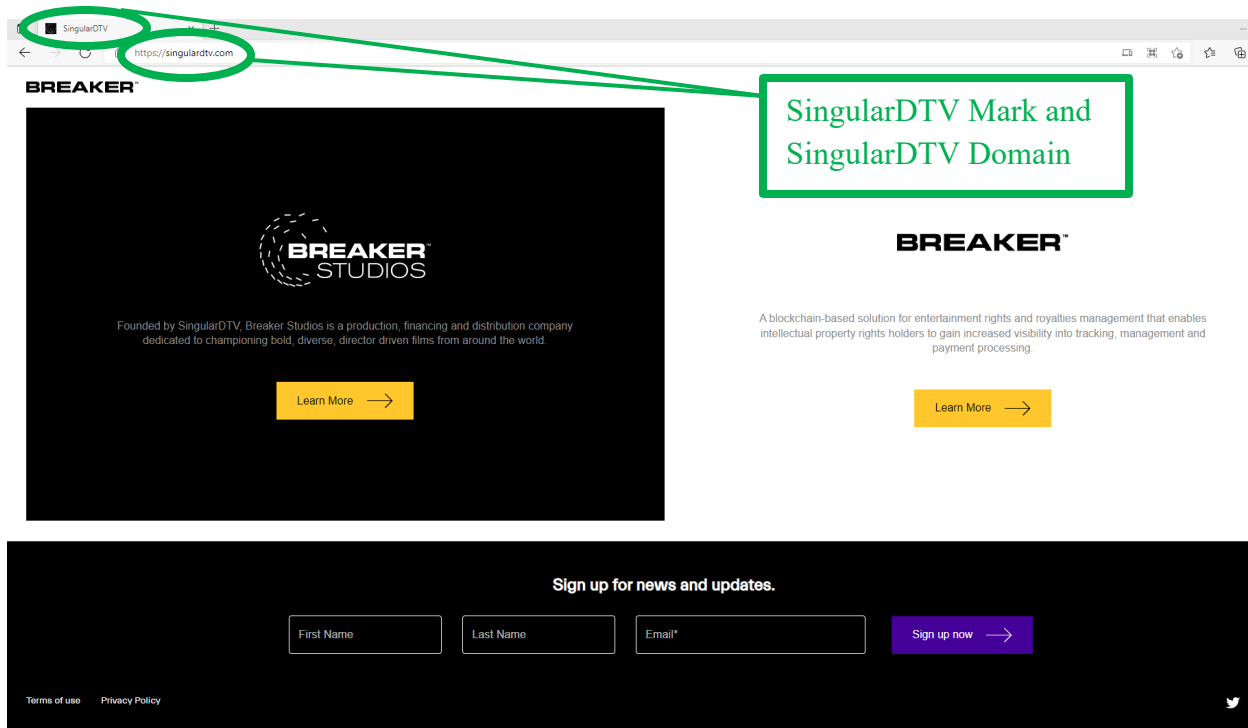 SingularDTV
https://singulardtv.com
SingularDTV Mark and
SingularDTV Domain
BREAKER™
BREAKER™
STUDIOS
Founded by SingularDTV, Breaker Studios is a production, financing and distribution company
dedicated to championing bold, diverse, director driven films from around the world.
Learn More
BREAKER™
A blockchain-based solution for entertainment rights and royalties management that enables
intellectual property rights holders to gain increased visibility into tracking, management and
payment processing.
Learn More
Sign up for news and updates.
First Name
Last Name
Email*
Sign up now
Terms of use
Privacy Policy